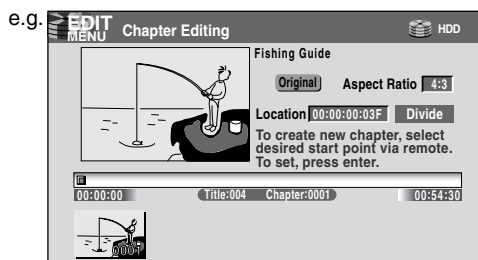 e.g.
EDIT MENU Chapter Editing HDD
Fishing Guide
Original Aspect Ratio 4:3
Location 00:00:00:03F Divide
To create new chapter, select
desired start point via remote.
To set, press enter.
00:00:00 Title:004 Chapter:0001 00:54:30
0001